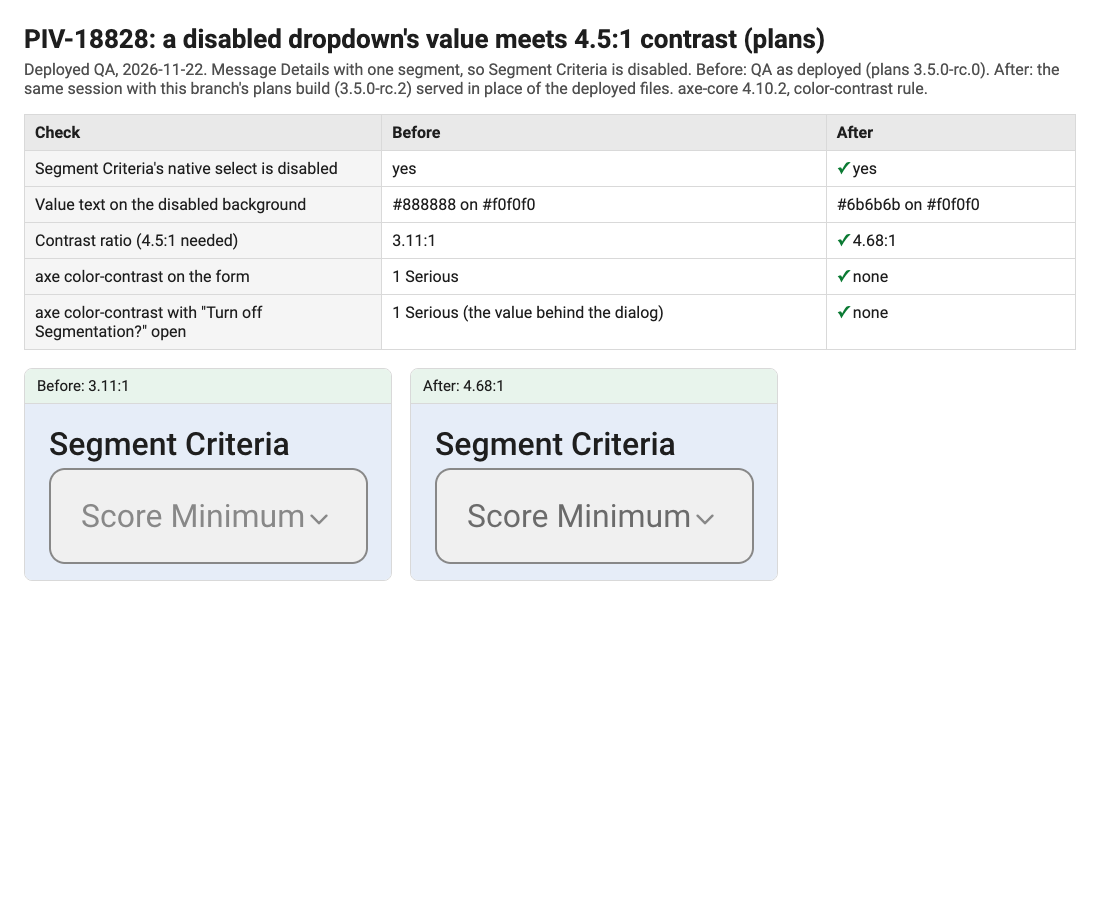 PIV-18828: a disabled dropdown's value meets 4.5:1 contrast (plans)
Deployed QA, 2026-11-22. Message Details with one segment, so Segment Criteria is disabled. Before: QA as deployed (plans 3.5.0-rc.0). After: the
same session with this branch's plans build (3.5.0-rc.2) served in place of the deployed files. axe-core 4.10.2, color-contrast rule.
Check Before After
Segment Criteria's native select is disabled yes ✓yes
Value text on the disabled background #888888 on #f0f0f0 #6b6b6b on #f0f0f0
Contrast ratio (4.5:1 needed) 3.11:1 ✓4.68:1
axe color-contrast on the form 1 Serious ✓none
axe color-contrast with "Turn off 1 Serious (the value behind the dialog) ✓none
Segmentation?" open
Before: 3.11:1
Segment Criteria
Score Minimum
After: 4.68:1
Segment Criteria
Score Minimum